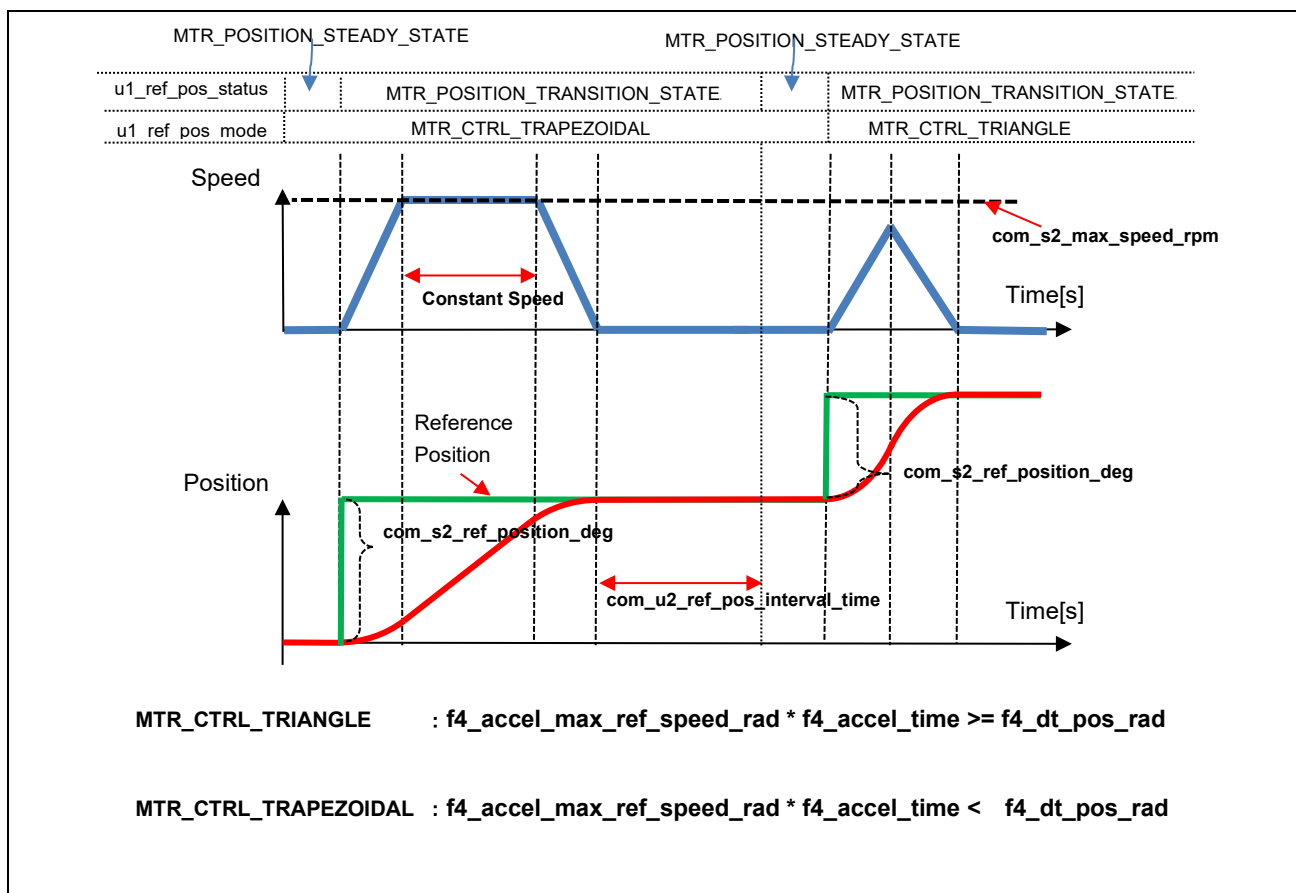 MTR_POSITION_STEADY_STATE
MTR_POSITION_STEADY_STATE
u1_ref_pos_status
MTR_POSITION_TRANSITION_STATE
MTR_POSITION_TRANSITION_STATE
u1_ref_pos_mode
MTR_CTRL_TRAPEZOIDAL
MTR_CTRL_TRIANGLE
Speed
com_s2_max_speed_rpm
Constant Speed
Time[s]
Reference
Position
Position
com_s2_ref_position_deg
com_s2_ref_position_deg
com_u2_ref_pos_interval_time
Time[s]
MTR_CTRL_TRIANGLE : f4_accel_max_ref_speed_rad * f4_accel_time >= f4_dt_pos_rad
MTR_CTRL_TRAPEZOIDAL : f4_accel_max_ref_speed_rad * f4_accel_time < f4_dt_pos_rad